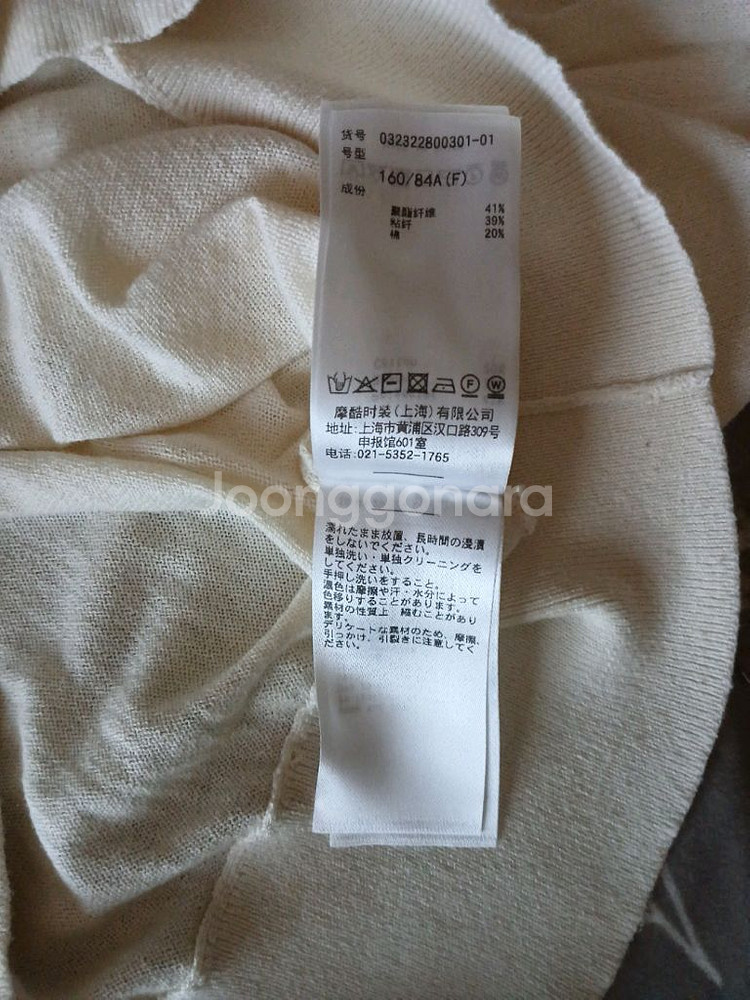 货号 032322800301-01
号型
160/84A(F)
成份
聚酯纤维 41%
粘纤 39%
棉 20%
F W
摩酷时装(上海)有限公司
地址:上海市黄浦区汉口路309号
申报馆601室
电话:021-5352-1765
Joonggonara
濡れたまま放置、長時間の浸漬
をしないでください。
単独洗い・単独クリーニングを
してください。
手押し洗いをすること。
濃色は摩擦や汗・水分によって
色移りすることがあります。
素材の性質上 縮むことがあり
ます。
デリケートな素材のため、摩擦、
引っかけ、引裂きに注意してく
ださい。